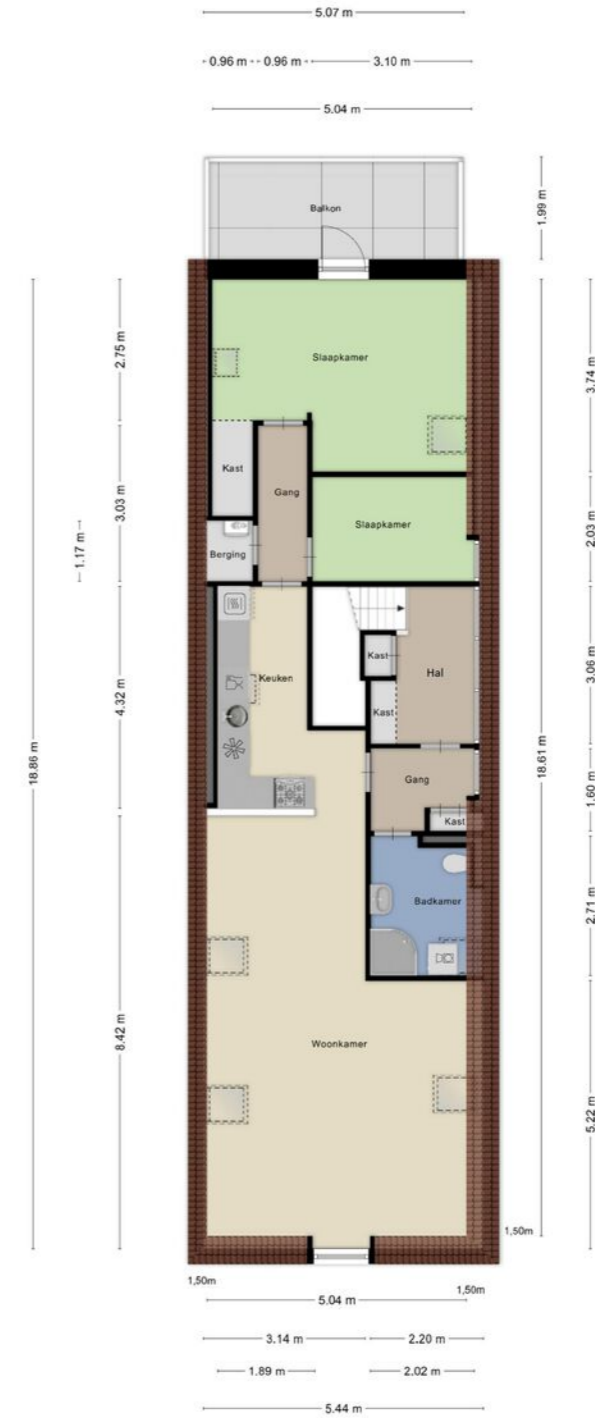 5.07 m
0.96 m
0.96 m
3.10 m
5.04 m
Balkon
1.99 m
Slaapkamer
2.75 m
3.74 m
Kast
Gang
3.03 m
Slaapkamer
2.03 m
1.17 m
Berging
Keuken
Kast
Hal
3.06 m
Kast
4.32 m
18.86 m
18.61 m
Gang
1.60 m
Kast
Badkamer
2.71 m
8.42 m
Woonkamer
5.22 m
1,50m
1,50m
1,50m
5.04 m
3.14 m
2.20 m
1.89 m
2.02 m
5.44 m